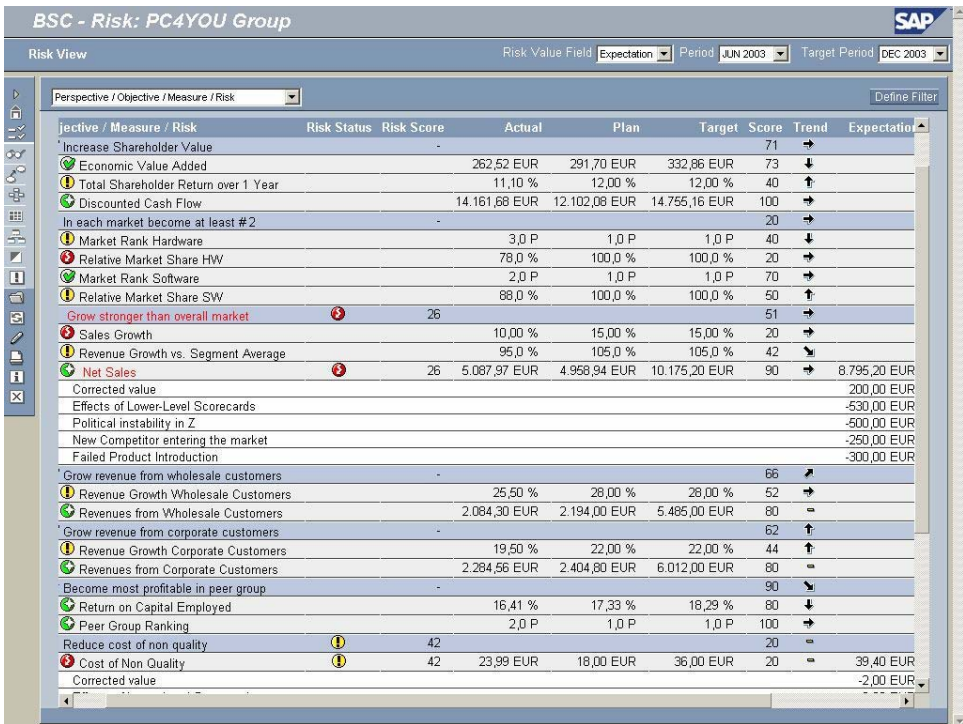 BSC - Risk: PC4YOU Group SAP
Risk View Risk Value Field Expectation Period JUN 2003 Target Period DEC 2003
Perspective / Objective / Measure / Risk Define Filter
jective / Measure / Risk Risk Status Risk Score Actual Plan Target Score Trend Expectation
Increase Shareholder Value - 71
Economic Value Added 262,52 EUR 291,70 EUR 332,86 EUR 73
Total Shareholder Return over 1 Year 11,10 % 12,00 % 12,00 % 40
Discounted Cash Flow 14.161,68 EUR 12.102,08 EUR 14.755,16 EUR 100
In each market become at least #2 - 20
Market Rank Hardware 3,0 P 1,0 P 1,0 P 40
Relative Market Share HW 78,0 % 100,0 % 100,0 % 20
Market Rank Software 2,0 P 1,0 P 1,0 P 70
Relative Market Share SW 88,0 % 100,0 % 100,0 % 50
Grow stronger than overall market 26 51
Sales Growth 10,00 % 15,00 % 15,00 % 20
Revenue Growth vs. Segment Average 95,0 % 105,0 % 105,0 % 42
Net Sales 26 5.087,97 EUR 4.958,94 EUR 10.175,20 EUR 90 8.795,20 EUR
Corrected value 200,00 EUR
Effects of Lower-Level Scorecards -530,00 EUR
Political instability in Z -500,00 EUR
New Competitor entering the market -250,00 EUR
Failed Product Introduction -300,00 EUR
Grow revenue from wholesale customers - 66
Revenue Growth Wholesale Customers 25,50 % 28,00 % 28,00 % 52
Revenues from Wholesale Customers 2.084,30 EUR 2.194,00 EUR 5.485,00 EUR 80
Grow revenue from corporate customers - 62
Revenue Growth Corporate Customers 19,50 % 22,00 % 22,00 % 44
Revenues from Corporate Customers 2.284,56 EUR 2.404,80 EUR 6.012,00 EUR 80
Become most profitable in peer group - 90
Return on Capital Employed 16,41 % 17,33 % 18,29 % 80
Peer Group Ranking 2,0 P 1,0 P 1,0 P 100
Reduce cost of non quality 42 20
Cost of Non Quality 42 23,99 EUR 18,00 EUR 36,00 EUR 20 39,40 EUR
Corrected value -2,00 EUR